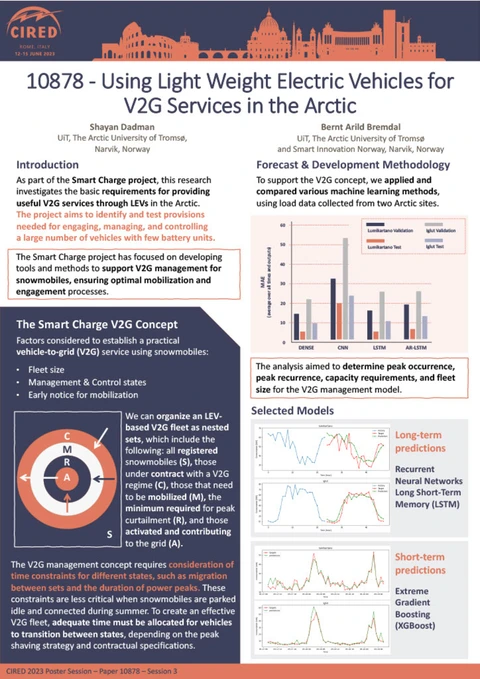 CIRED
ROME, ITALY
12-15 JUNE 2023
10878 - Using Light Weight Electric Vehicles for
V2G Services in the Arctic
Shayan Dadman
UiT, The Arctic University of Tromsø,
Narvik, Norway
Bernt Arild Bremdal
UiT, The Arctic University of Tromsø
and Smart Innovation Norway, Narvik, Norway
Introduction
As part of the Smart Charge project, this research
investigates the basic requirements for providing
useful V2G services through LEVs in the Arctic.
The project aims to identify and test provisions
needed for engaging, managing, and controlling
a large number of vehicles with few battery units.
The Smart Charge project has focused on developing
tools and methods to support V2G management for
snowmobiles, ensuring optimal mobilization and
engagement processes.
The Smart Charge V2G Concept
Factors considered to establish a practical
vehicle-to-grid (V2G) service using snowmobiles:
• Fleet size
• Management & Control states
• Early notice for mobilization
C
M
R
A
S
We can organize an LEV-
based V2G fleet as nested
sets, which include the
following: all registered
snowmobiles (S), those
under contract with a V2G
regime (C), those that need
to be mobilized (M), the
minimum required for peak
curtailment (R), and those
activated and contributing
to the grid (A).
The V2G management concept requires consideration of
time constraints for different states, such as migration
between sets and the duration of power peaks. These
constraints are less critical when snowmobiles are parked
idle and connected during summer. To create an effective
V2G fleet, adequate time must be allocated for vehicles
to transition between states, depending on the peak
shaving strategy and contractual specifications.
Forecast & Development Methodology
To support the V2G concept, we applied and
compared various machine learning methods,
using load data collected from two Arctic sites.
Lumikartano Validation
Iglut Validation
Lumikartano Test
Iglut Test
MAE
(average over all times and outputs)
60
50
40
30
20
10
0
DENSE
CNN
LSTM
AR-LSTM
The analysis aimed to determine peak occurrence,
peak recurrence, capacity requirements, and fleet
size for the V2G management model.
Selected Models
Long-term
predictions
Recurrent
Neural Networks
Long Short-Term
Memory (LSTM)
Short-term
predictions
Extreme
Gradient
Boosting
(XGBoost)
CIRED 2023 Poster Session – Paper 10878 – Session 3